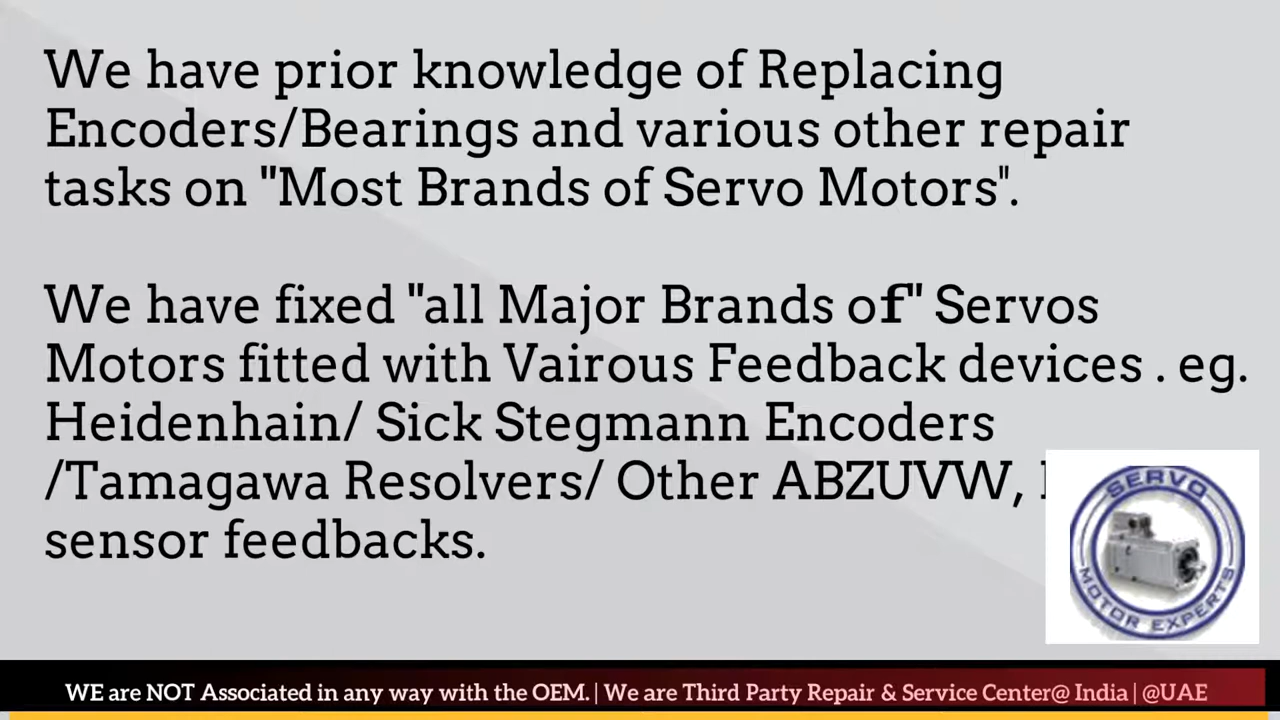 We have prior knowledge of Replacing
Encoders/Bearings and various other repair
tasks on "Most Brands of Servo Motors".
We have fixed "all Major Brands of" Servos
Motors fitted with Vairous Feedback devices . eg.
Heidenhain/ Sick Stegmann Encoders
/Tamagawa Resolvers/ Other ABZUVW,
sensor feedbacks.
SERVO
MOTOR EXPERTS
WE are NOT Associated in any way with the OEM. | We are Third Party Repair & Service Center@ India | @UAE